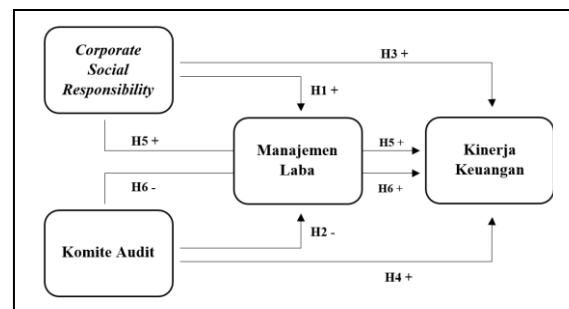 Corporate
Social
Responsibility
H3 +
H1 +
H5 +
Manajemen
Laba
H5 +
H6 +
Kinerja
Keuangan
H6 -
Komite Audit
H2 -
H4 +